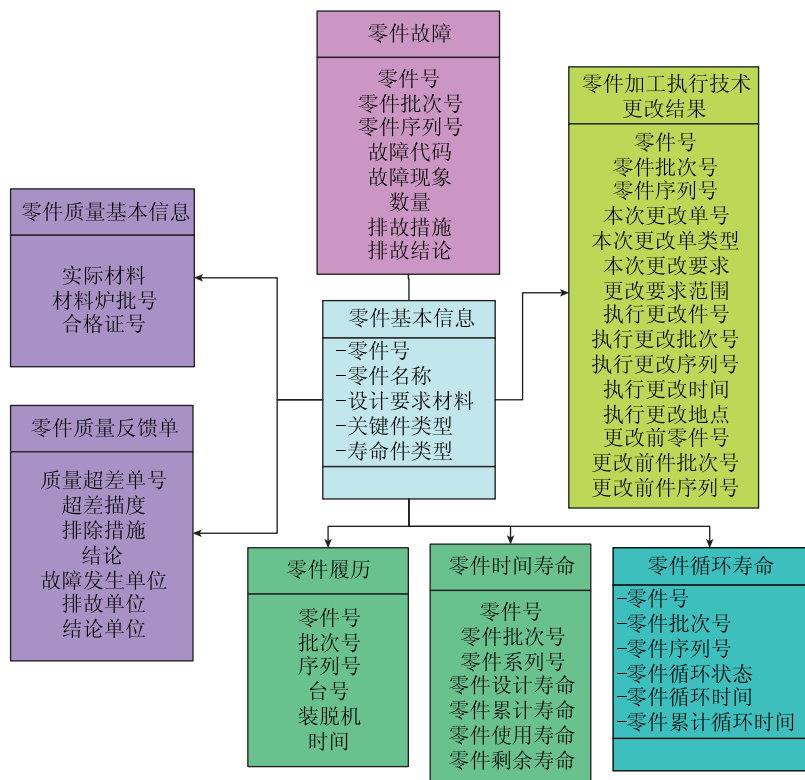 零件故障
零件号
零件批次号
零件序列号
故障代码
故障现象
数量
排故措施
排故结论
零件加工执行技术
更改结果
零件号
零件批次号
零件序列号
本次更改单号
本次更改单类型
本次更改要求
更改要求范围
执行更改件号
执行更改批次号
执行更改序列号
执行更改时间
执行更改地点
更改前零件号
更改前件批次号
更改前件序列号
零件质量基本信息
实际材料
材料炉批号
合格证号
零件基本信息
–零件号
–零件名称
–设计要求材料
–关键件类型
–寿命件类型
零件质量反馈单
质量超差单号
超差描度
排除措施
结论
故障发生单位
排故单位
结论单位
零件履历
零件号
批次号
序列号
台号
装脱机
时间
零件时间寿命
零件号
零件批次号
零件系列号
零件设计寿命
零件累计寿命
零件使用寿命
零件剩余寿命
零件循环寿命
–零件号
–零件批次号
–零件序列号
–零件循环状态
–零件循环时间
–零件累计循环时间